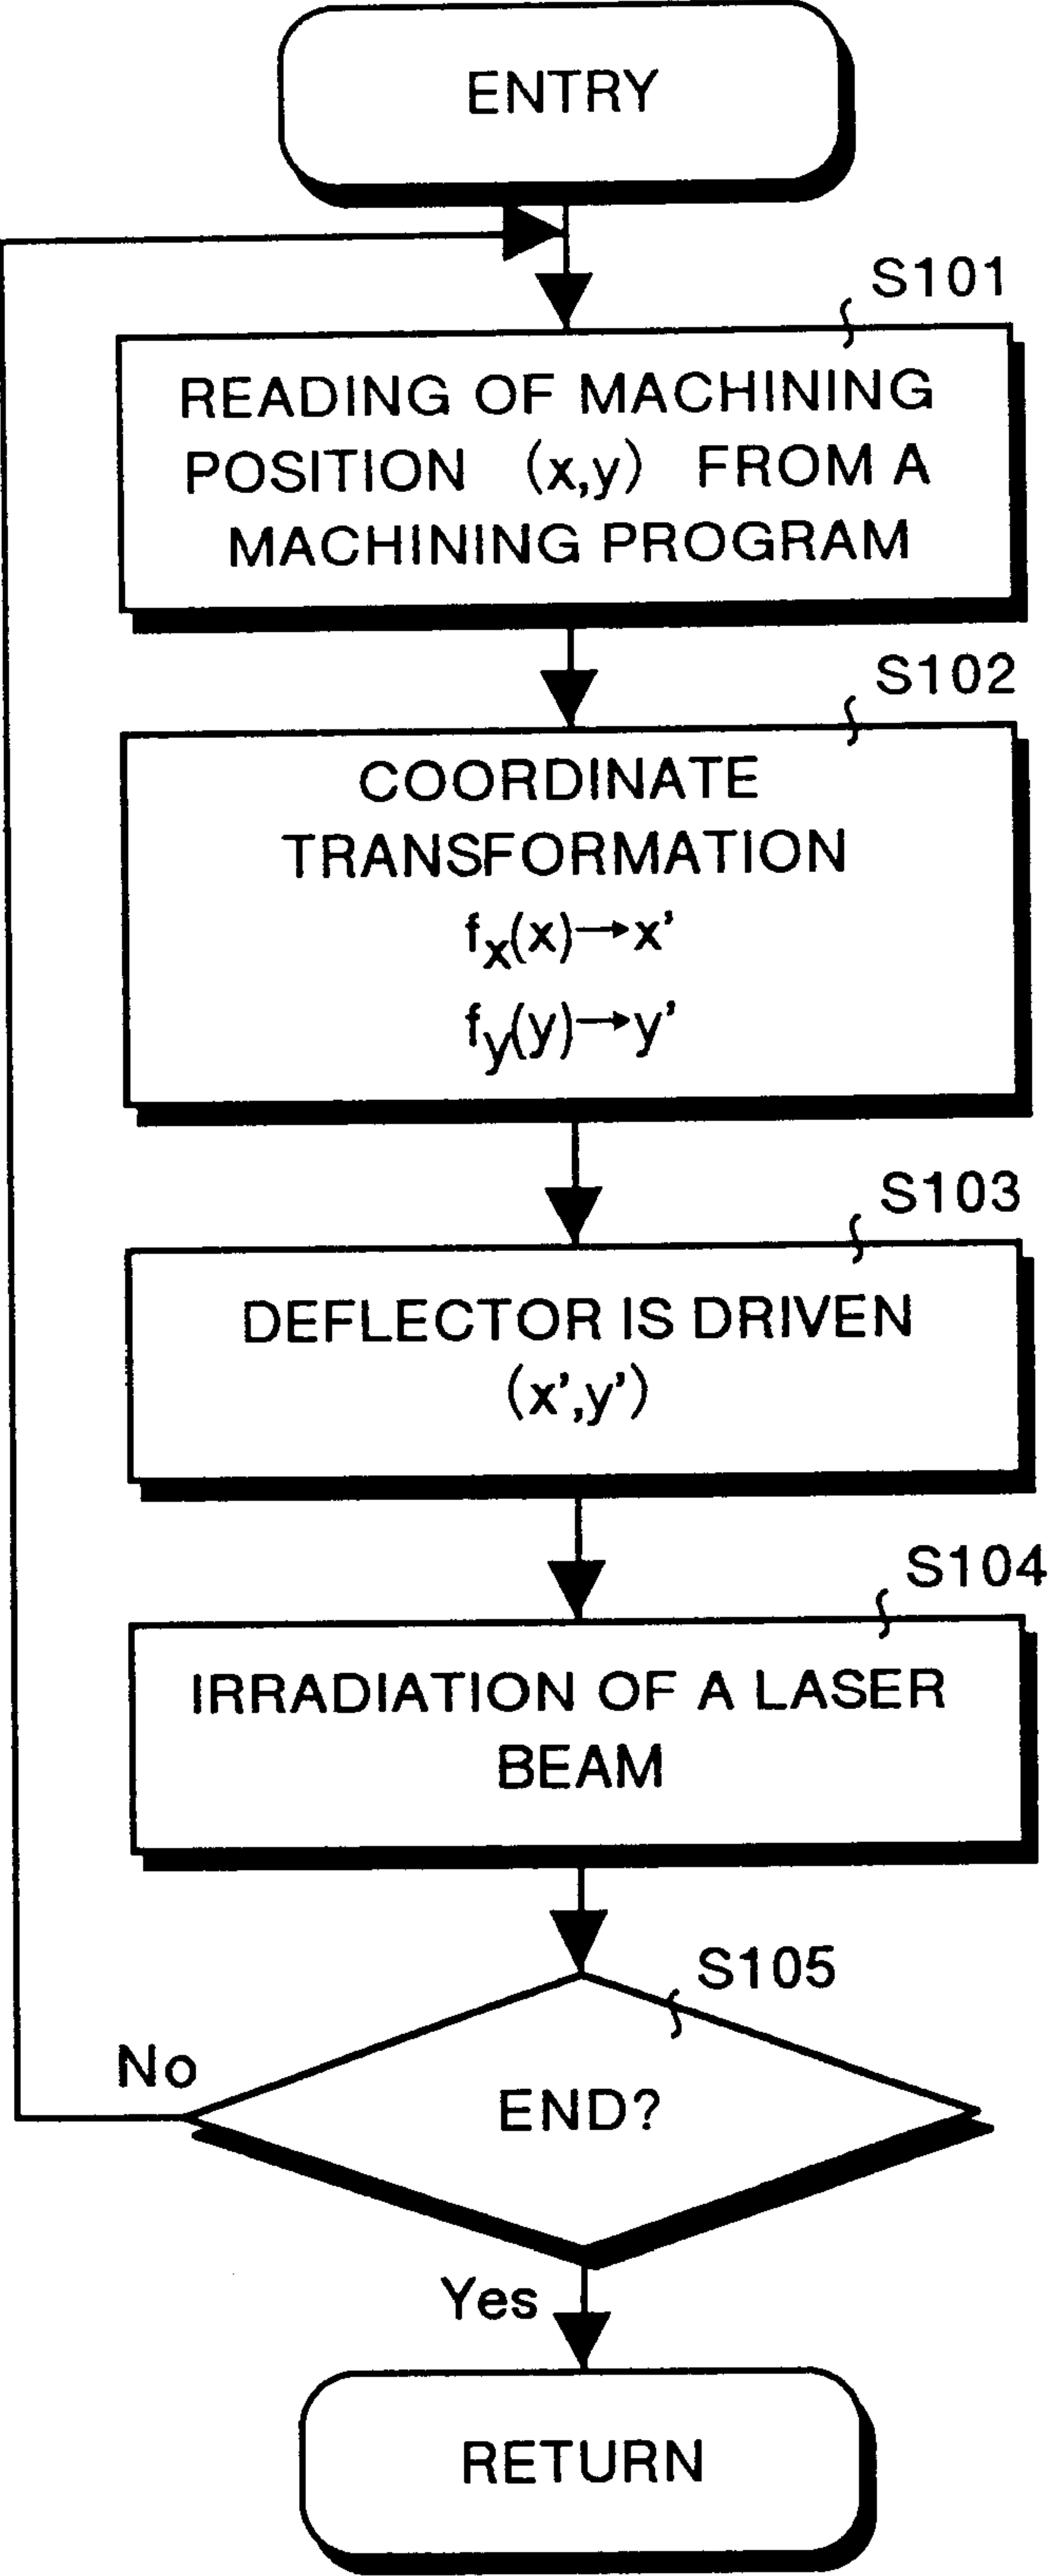 ENTRY
S101
READING OF MACHINING
POSITION (x,y) FROM A
MACHINING PROGRAM
S102
COORDINATE
TRANSFORMATION
fx(x)→x'
fy(y)→y'
S103
DEFLECTOR IS DRIVEN
(x',y')
S104
IRRADIATION OF A LASER
BEAM
S105
No
END?
Yes
RETURN